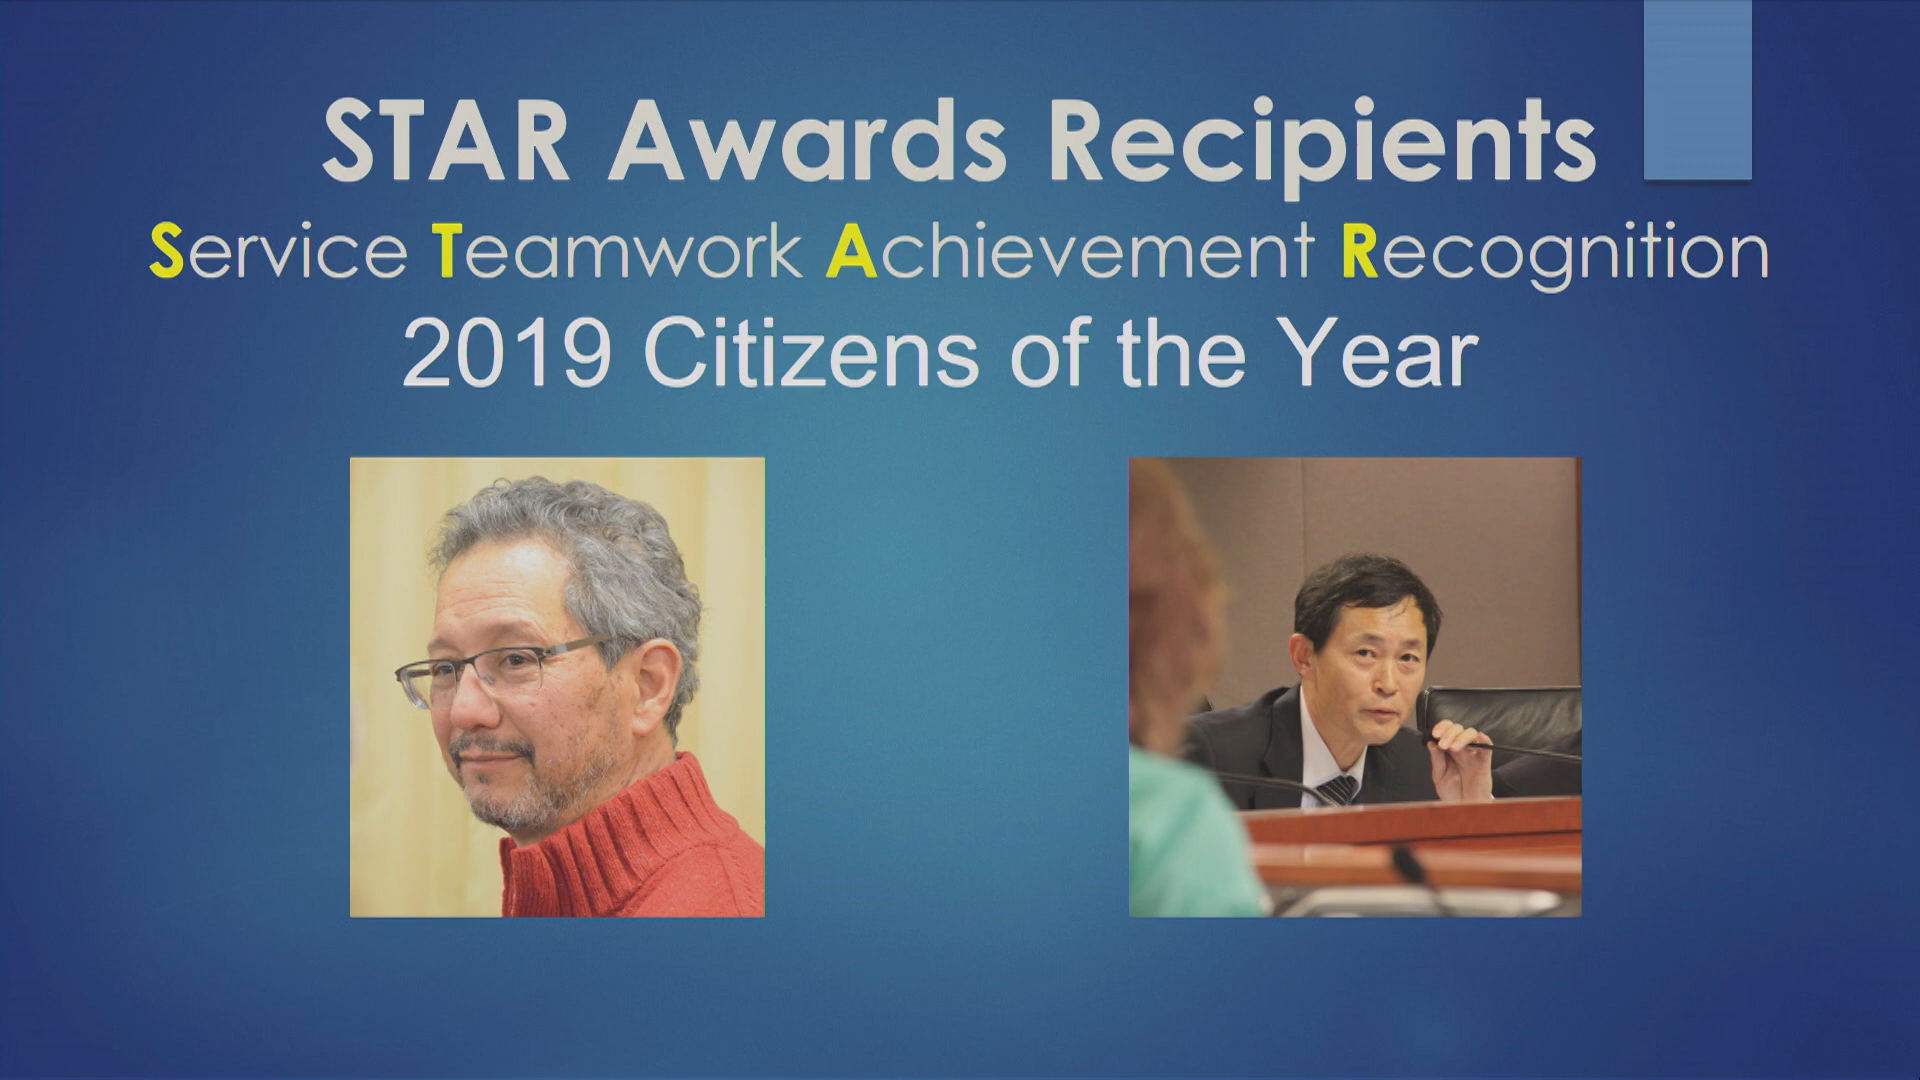 STAR Awards Recipients
Service Teamwork Achievement Recognition
2019 Citizens of the Year